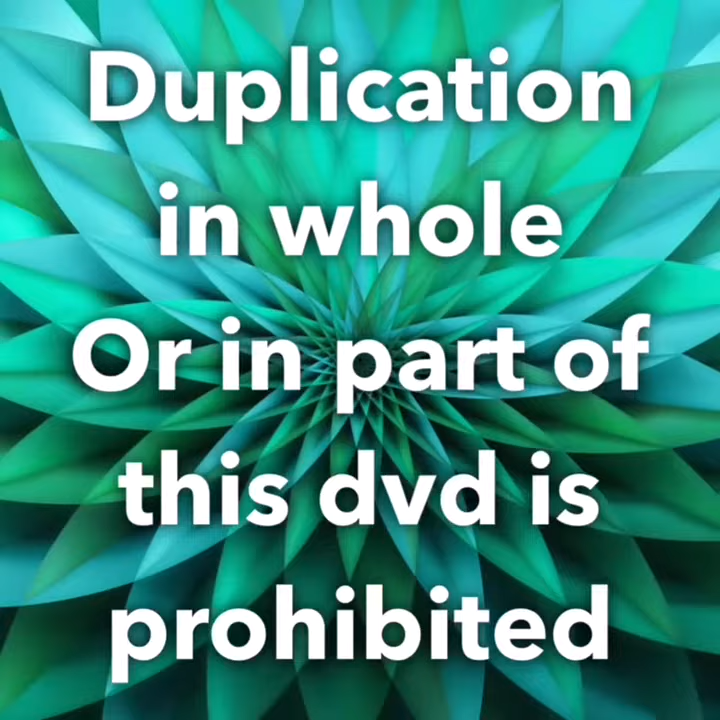 Duplication
in whole
Or in part of
this dvd is
prohibited